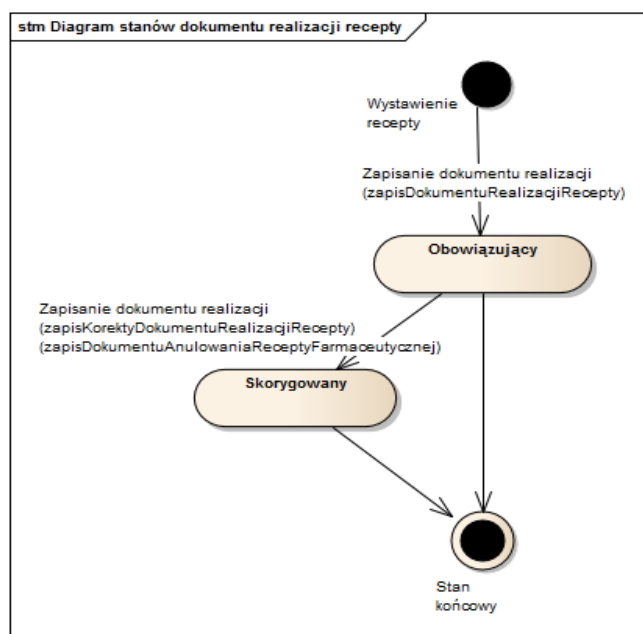 stm Diagram stanów dokumentu realizacji recepty
Wystawienie
recepty
Zapisanie dokumentu realizacji
(zapisDokumentuRealizacjiRecepty)
Obowiązujący
Zapisanie dokumentu realizacji
(zapisKorektyDokumentuRealizacjiRecepty)
(zapisDokumentuAnulowaniaReceptyFarmaceutycznej)
Skorygowany
Stan
końcowy